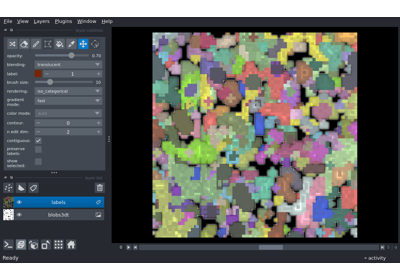 File View Layers Plugins Window Help
opacity: 0.70
blending: translucent
label: 1
brush size: 10
rendering: iso_categorical
gradient
mode: fast
color mode:
contour: 0
n edit dim: 2
contiguous:
preserve
labels:
show
selected:
labels
blobs3dt
0
Ready
activity